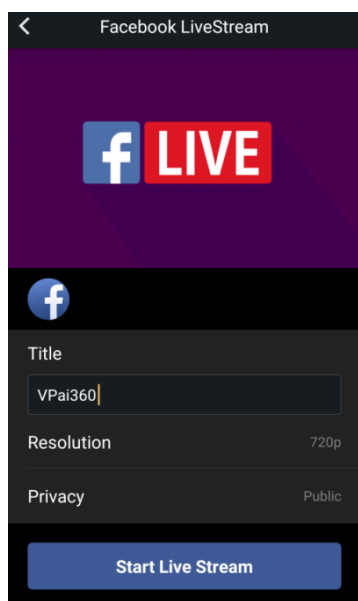 Facebook LiveStream
f LIVE
f
Title
VPai360
Resolution 720p
Privacy Public
Start Live Stream